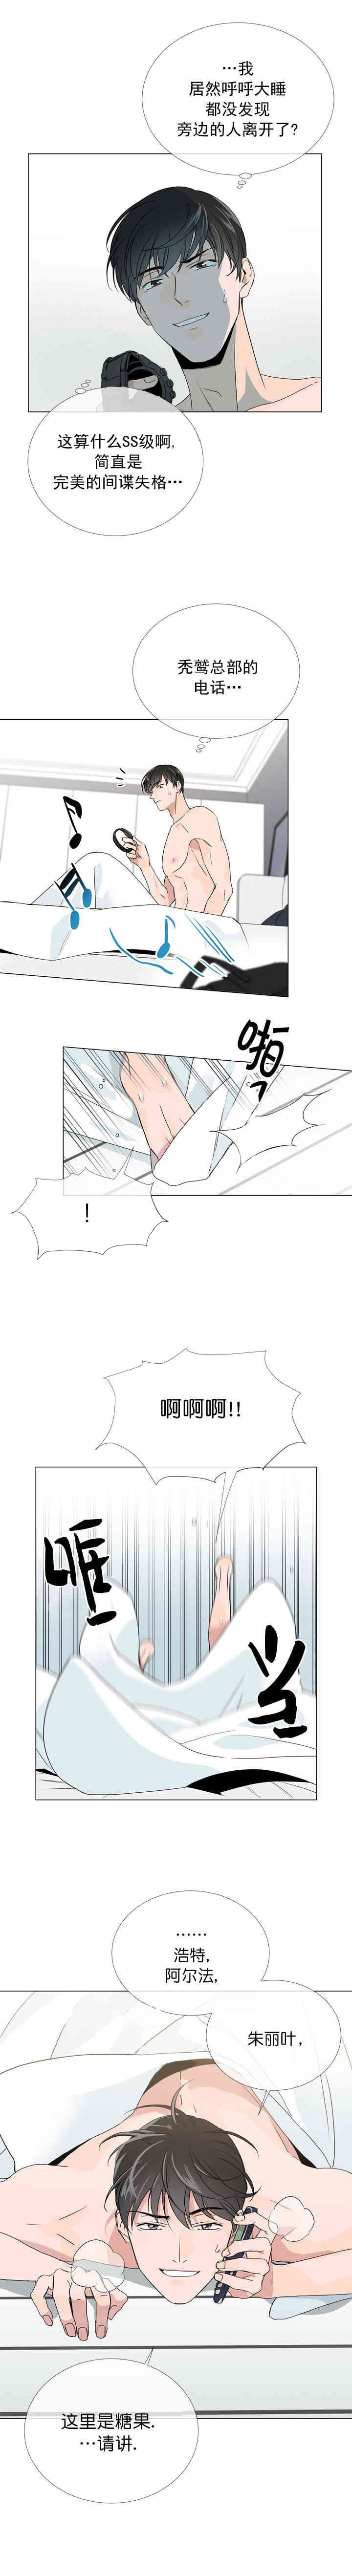 …我
居然呼呼大睡
都没发现
旁边的人离开了?
这算什么SS级啊,
简直是
完美的间谍失格…
秃鹫总部的
电话…
啪
!
啊啊啊!!
哐
当
……
浩特,
阿尔法,
朱丽叶,
这里是糖果.
…请讲.